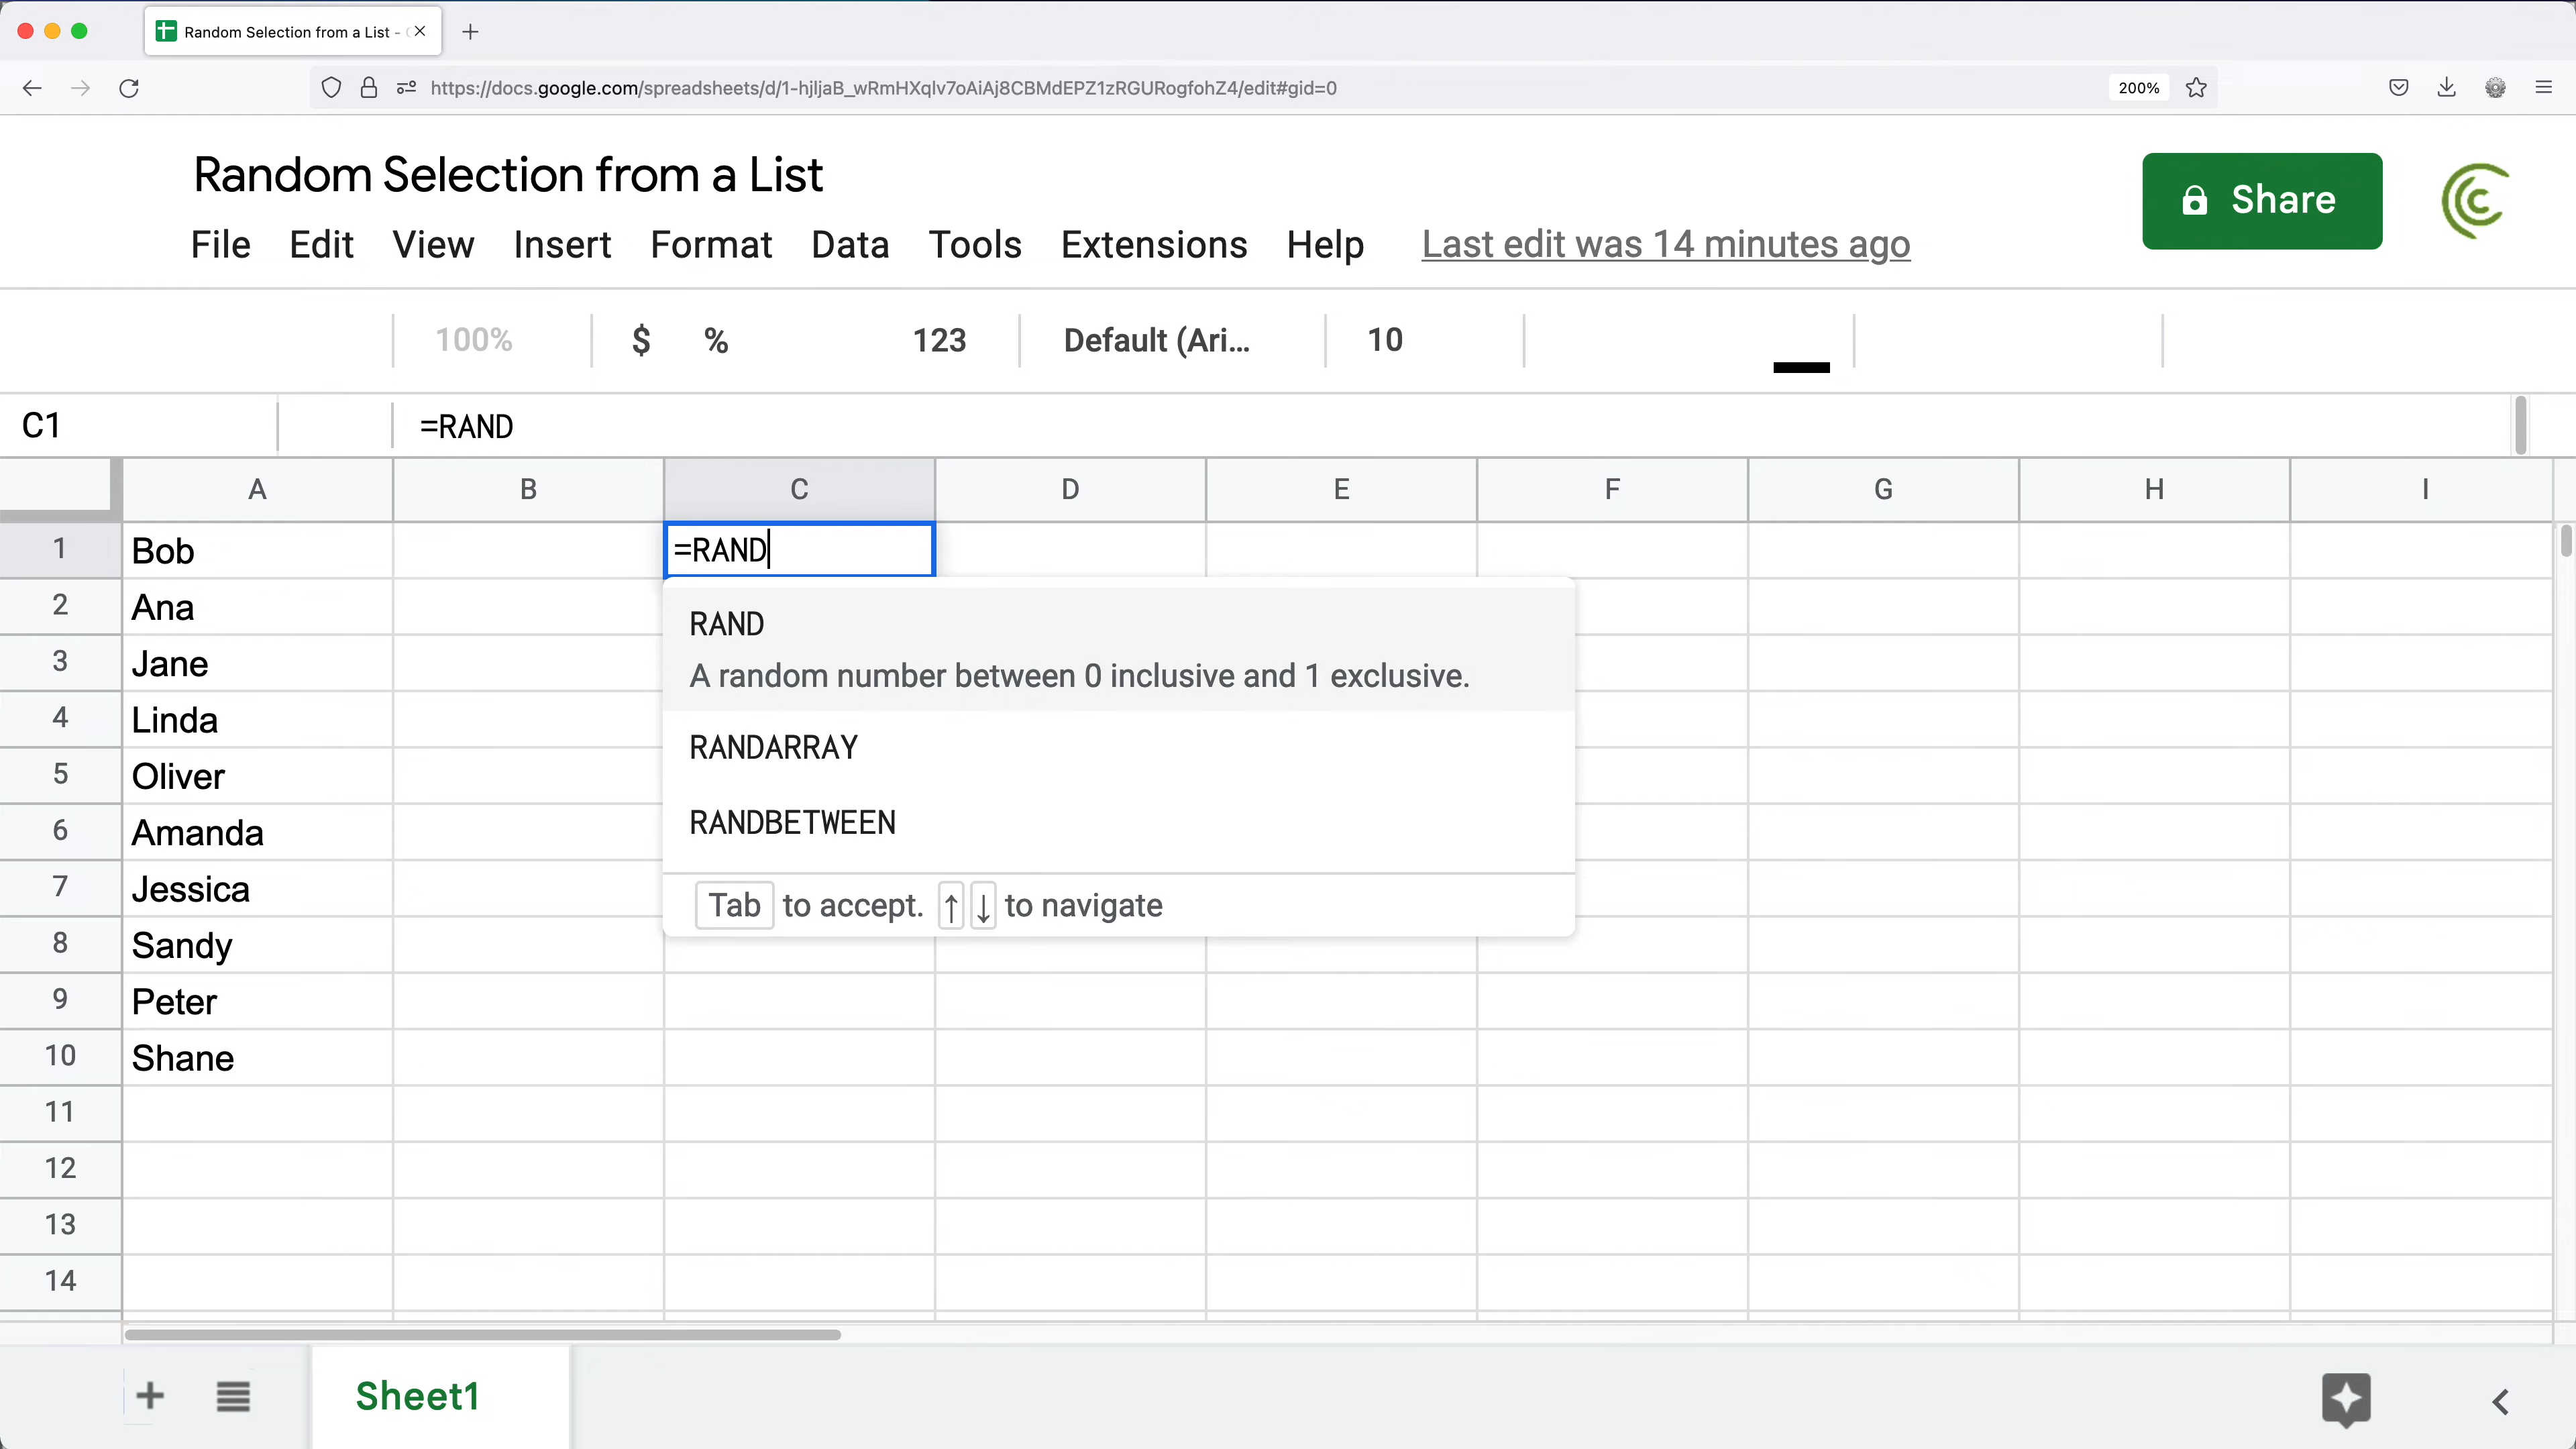 Random Selection from a List -
https://docs.google.com/spreadsheets/d/1-hjljaB_wRmHXqlv7oAiAj8CBMdEPZ1zRGURogfohZ4/edit#gid=0
200%
Random Selection from a List
Share
File Edit View Insert Format Data Tools Extensions Help Last edit was 14 minutes ago
100% $ % 123 Default (Ari... 10
C1 =RAND
A B C D E F G H I
1 Bob =RAND
2 Ana
RAND
3 Jane
A random number between 0 inclusive and 1 exclusive.
4 Linda
RANDARRAY
5 Oliver
6 Amanda
RANDBETWEEN
7 Jessica
Tab to accept. ↑ ↓ to navigate
8 Sandy
9 Peter
10 Shane
11
12
13
14
Sheet1